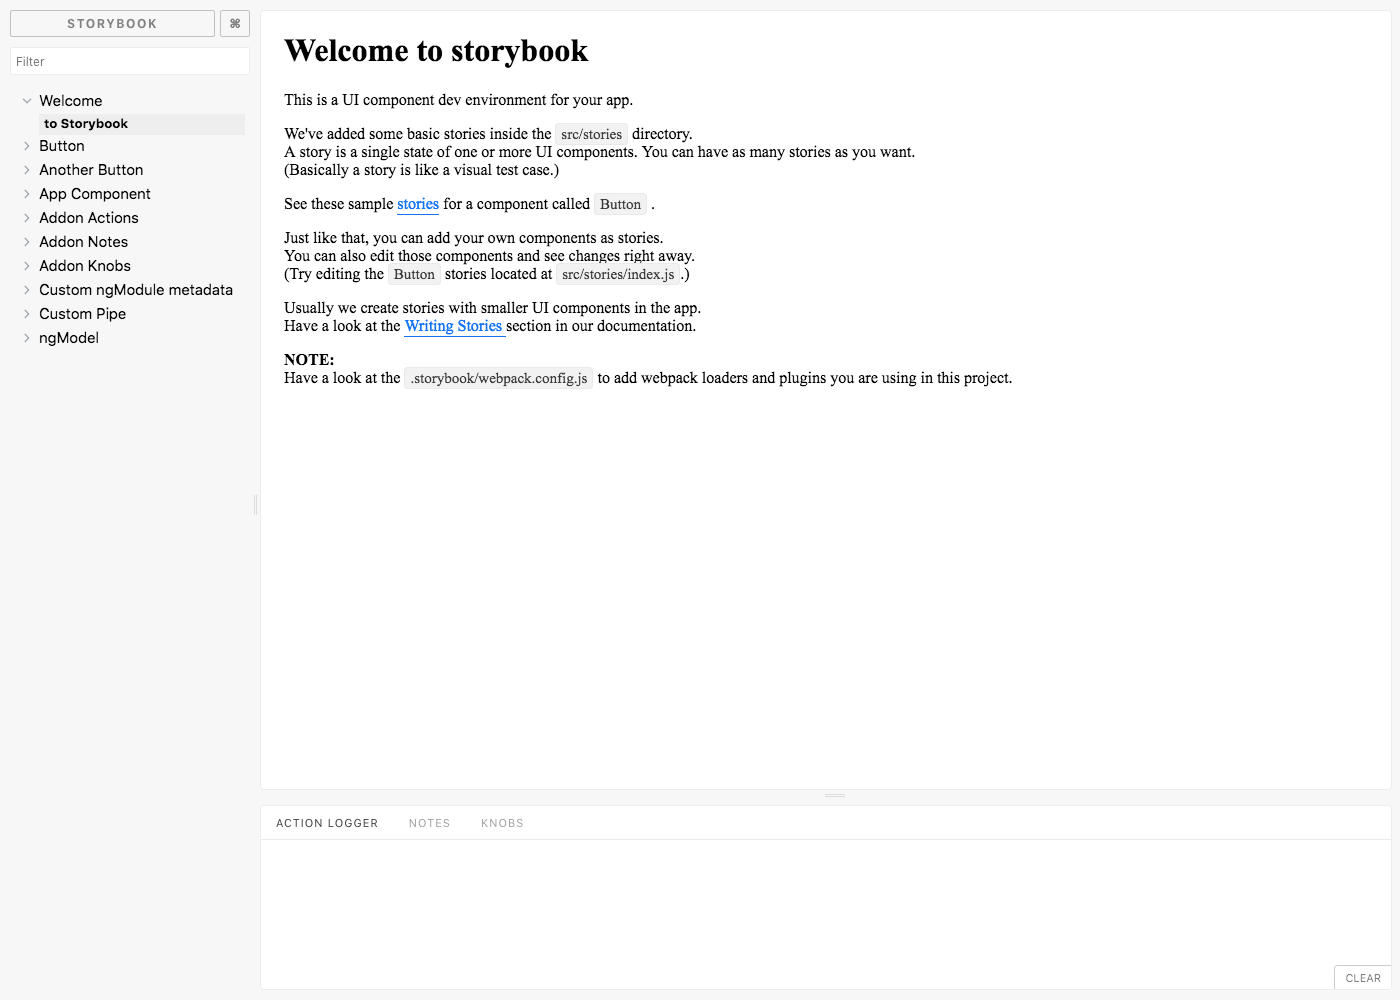 STORYBOOK
⌘
Filter
Welcome
to Storybook
Button
Another Button
App Component
Addon Actions
Addon Notes
Addon Knobs
Custom ngModule metadata
Custom Pipe
ngModel
Welcome to storybook
This is a UI component dev environment for your app.
We've added some basic stories inside the src/stories directory.
A story is a single state of one or more UI components. You can have as many stories as you want.
(Basically a story is like a visual test case.)
See these sample stories for a component called Button .
Just like that, you can add your own components as stories.
You can also edit those components and see changes right away.
(Try editing the Button stories located at src/stories/index.js.)
Usually we create stories with smaller UI components in the app.
Have a look at the Writing Stories section in our documentation.
NOTE:
Have a look at the .storybook/webpack.config.js to add webpack loaders and plugins you are using in this project.
ACTION LOGGER NOTES KNOBS
CLEAR